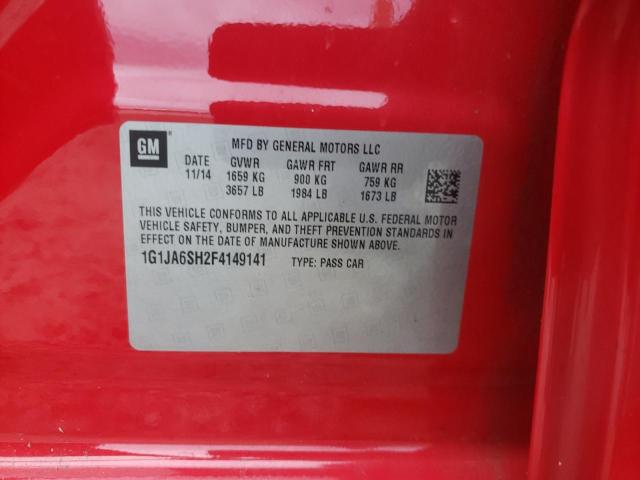 GM
MFD BY GENERAL MOTORS LLC
DATE GVWR GAWR FRT GAWR RR
11/14 1659 KG 900 KG 759 KG
3657 LB 1984 LB 1673 LB
THIS VEHICLE CONFORMS TO ALL APPLICABLE U.S. FEDERAL MOTOR
VEHICLE SAFETY, BUMPER, AND THEFT PREVENTION STANDARDS IN
EFFECT ON THE DATE OF MANUFACTURE SHOWN ABOVE.
1G1JA6SH2F4149141 TYPE: PASS CAR